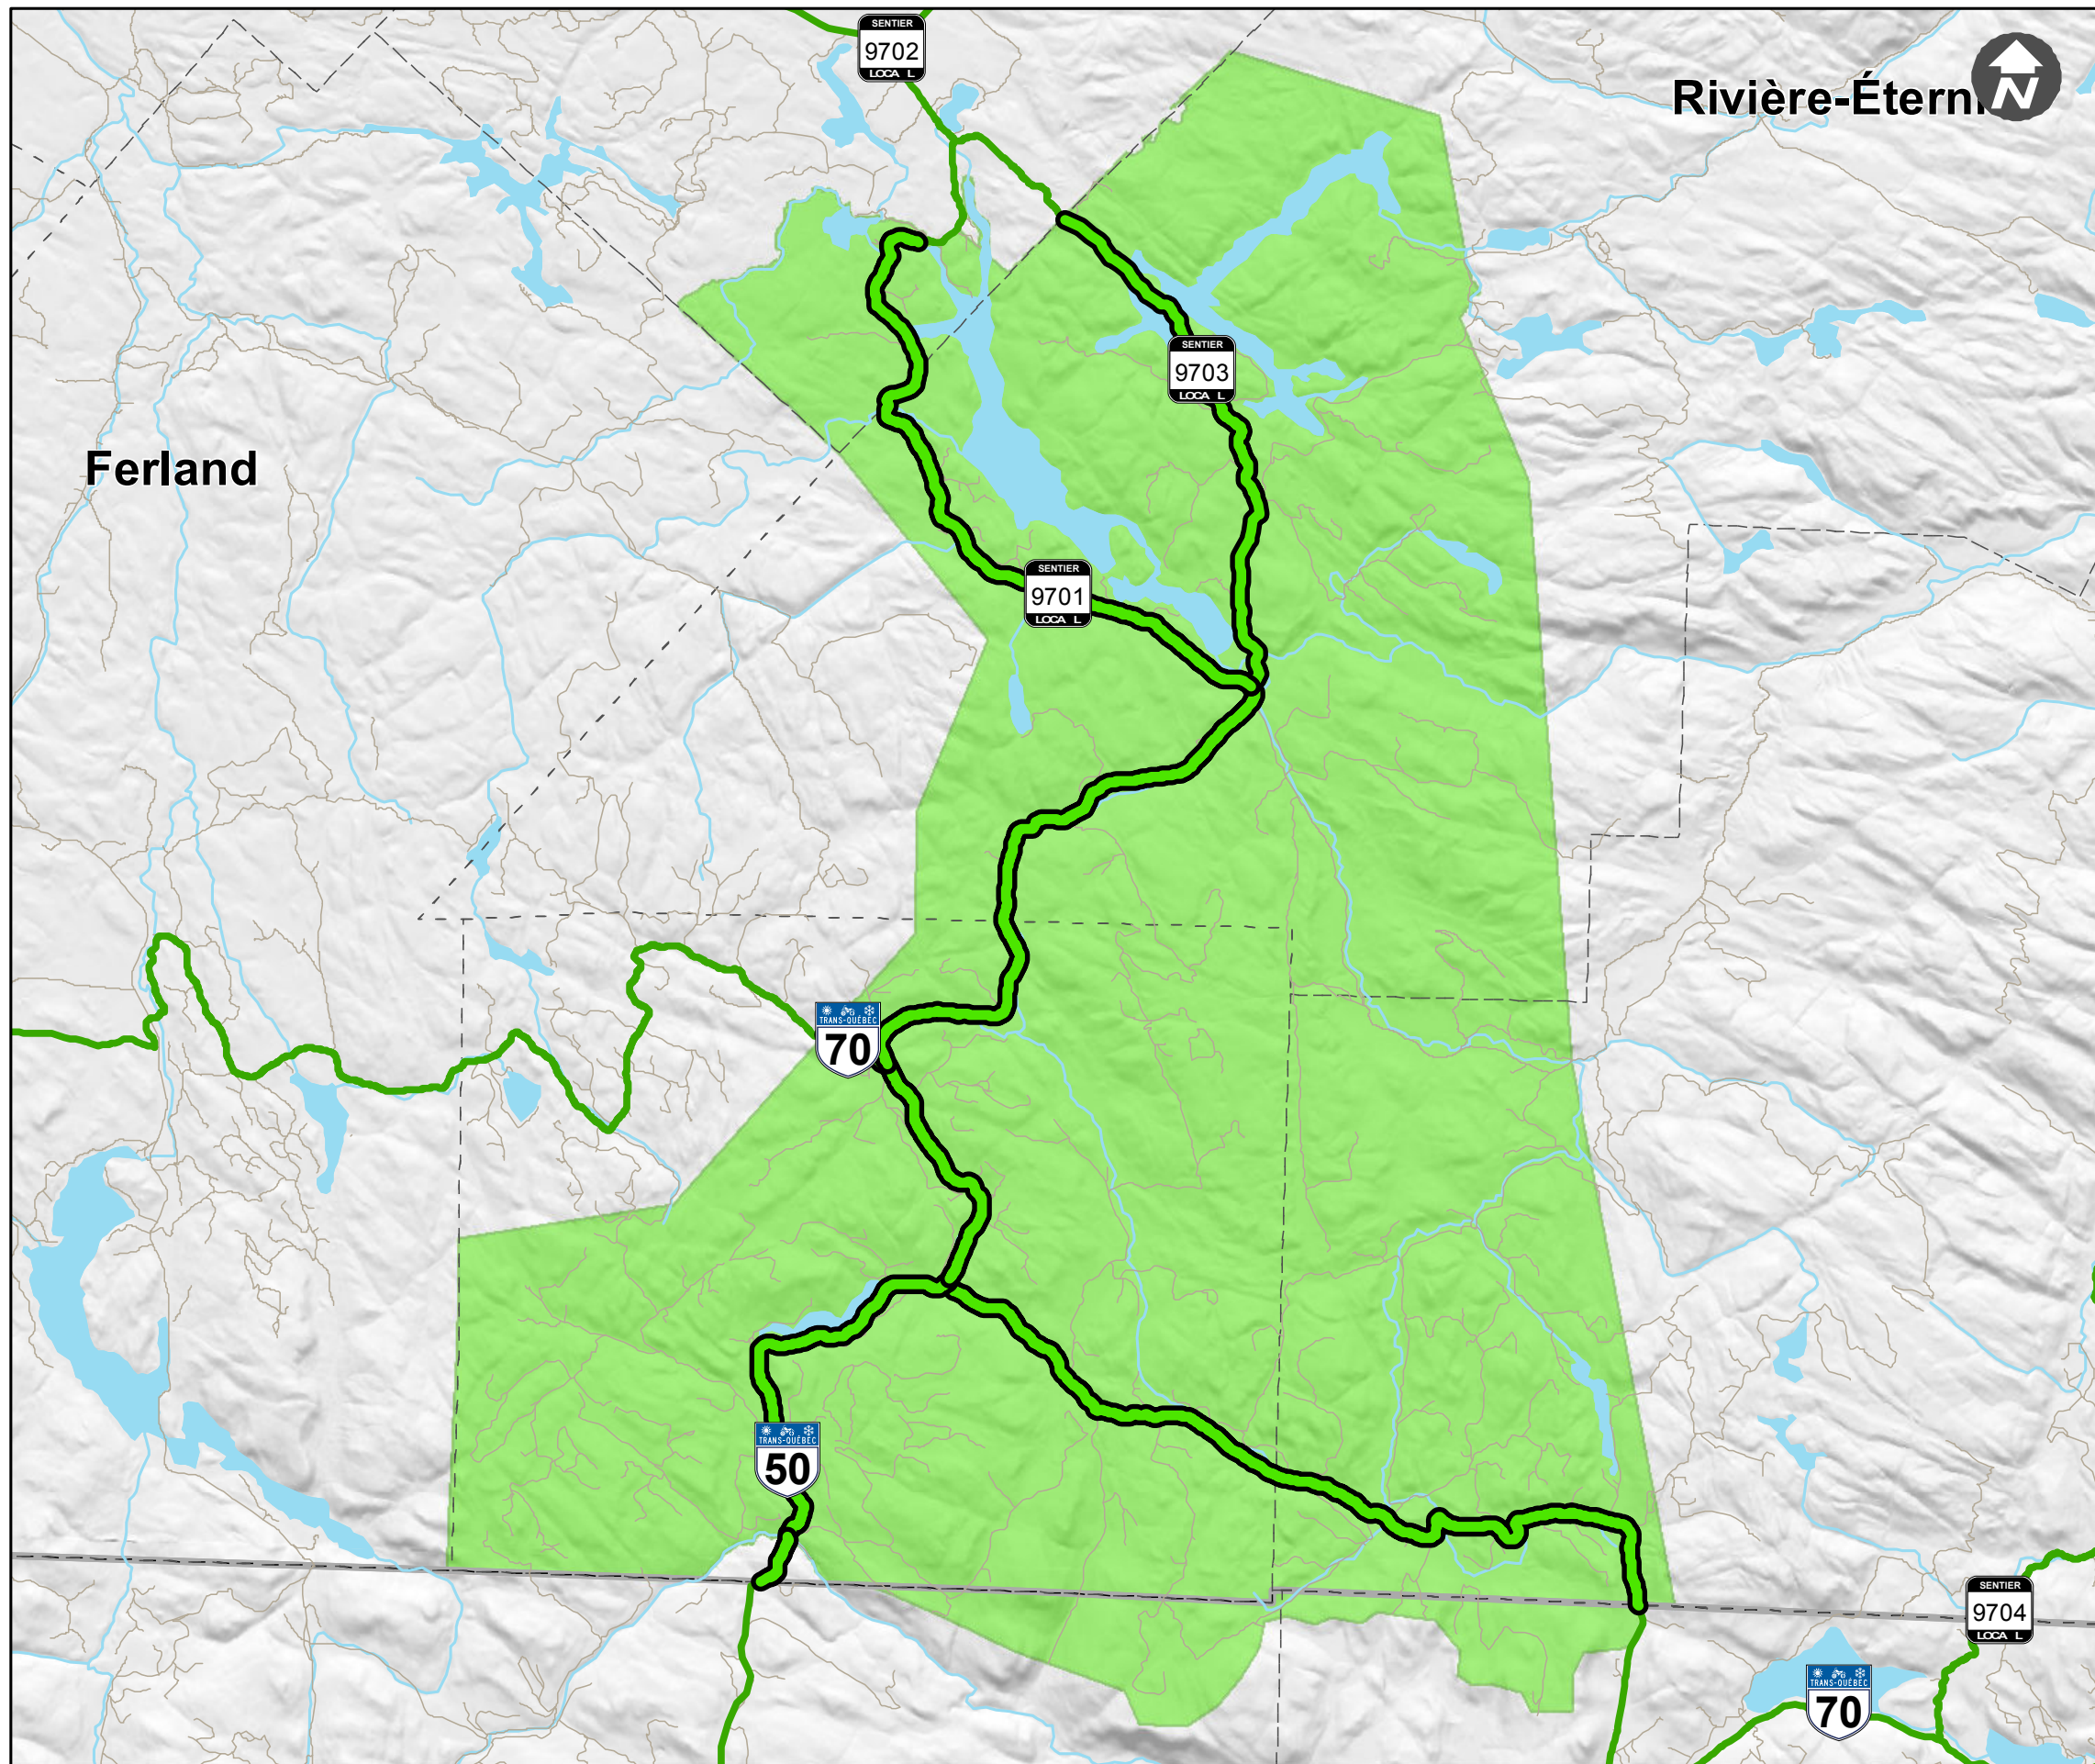 SENTIER
9702
LOCA L
Rivière-Éterni
N
SENTIER
9703
LOCA L
Ferland
SENTIER
9701
LOCA L
TRANS-QUÉBEC
70
TRANS-QUÉBEC
50
SENTIER
9704
LOCA L
TRANS-QUÉBEC
70